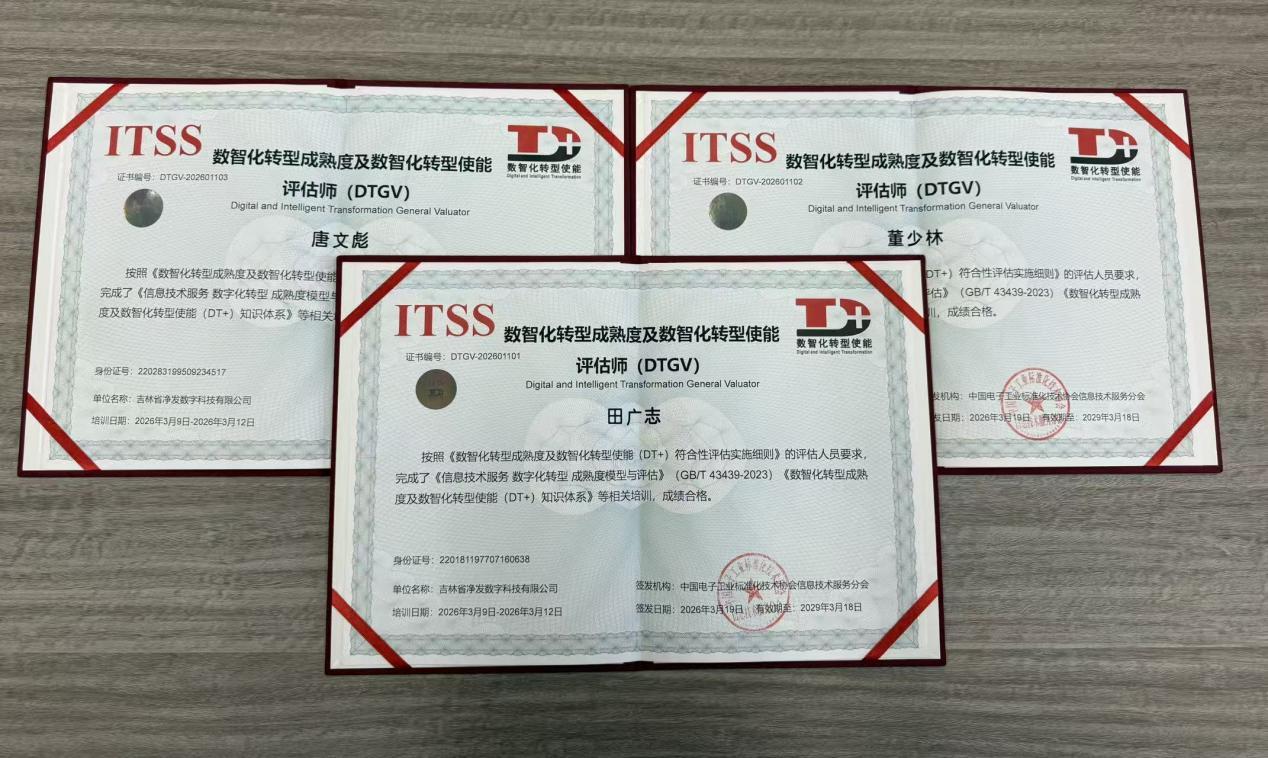 ITSS
数智化转型成熟度及数智化转型使能
数智化转型使能
Digital and Intelligent Transformation
证书编号：DTGV-202601103
评估师（DTGV）
Digital and Intelligent Transformation General Valuator
唐文彪
按照《数智化转型成熟度及数智化转型使能
完成了《信息技术服务 数字化转型 成熟度模型与
度及数智化转型使能（DT+）知识体系》等相关
身份证号：220283199509234517
单位名称：吉林省净发数字科技有限公司
培训日期：2026年3月9日-2026年3月12日
ITSS
数智化转型成熟度及数智化转型使能
数智化转型使能
Digital and Intelligent Transformation
证书编号：DTGV-202601102
评估师（DTGV）
Digital and Intelligent Transformation General Valuator
董少林
DT+）符合性评估实施细则》的评估人员要求，
评估》（GB/T 43439-2023）《数智化转型成熟
训，成绩合格。
发机构：中国电子工业标准化技术协会信息技术服务分会
发日期：2026年3月19日 有效期至：2029年3月18日
ITSS
数智化转型成熟度及数智化转型使能
数智化转型使能
Digital and Intelligent Transformation
证书编号：DTGV-202601101
评估师（DTGV）
Digital and Intelligent Transformation General Valuator
田广志
按照《数智化转型成熟度及数智化转型使能（DT+）符合性评估实施细则》的评估人员要求，
完成了《信息技术服务 数字化转型 成熟度模型与评估》（GB/T 43439-2023）《数智化转型成熟
度及数智化转型使能（DT+）知识体系》等相关培训，成绩合格。
身份证号：220181197707160638
单位名称：吉林省净发数字科技有限公司
签发机构：中国电子工业标准化技术协会信息技术服务分会
培训日期：2026年3月9日-2026年3月12日
签发日期：2026年3月19日 有效期至：2029年3月18日